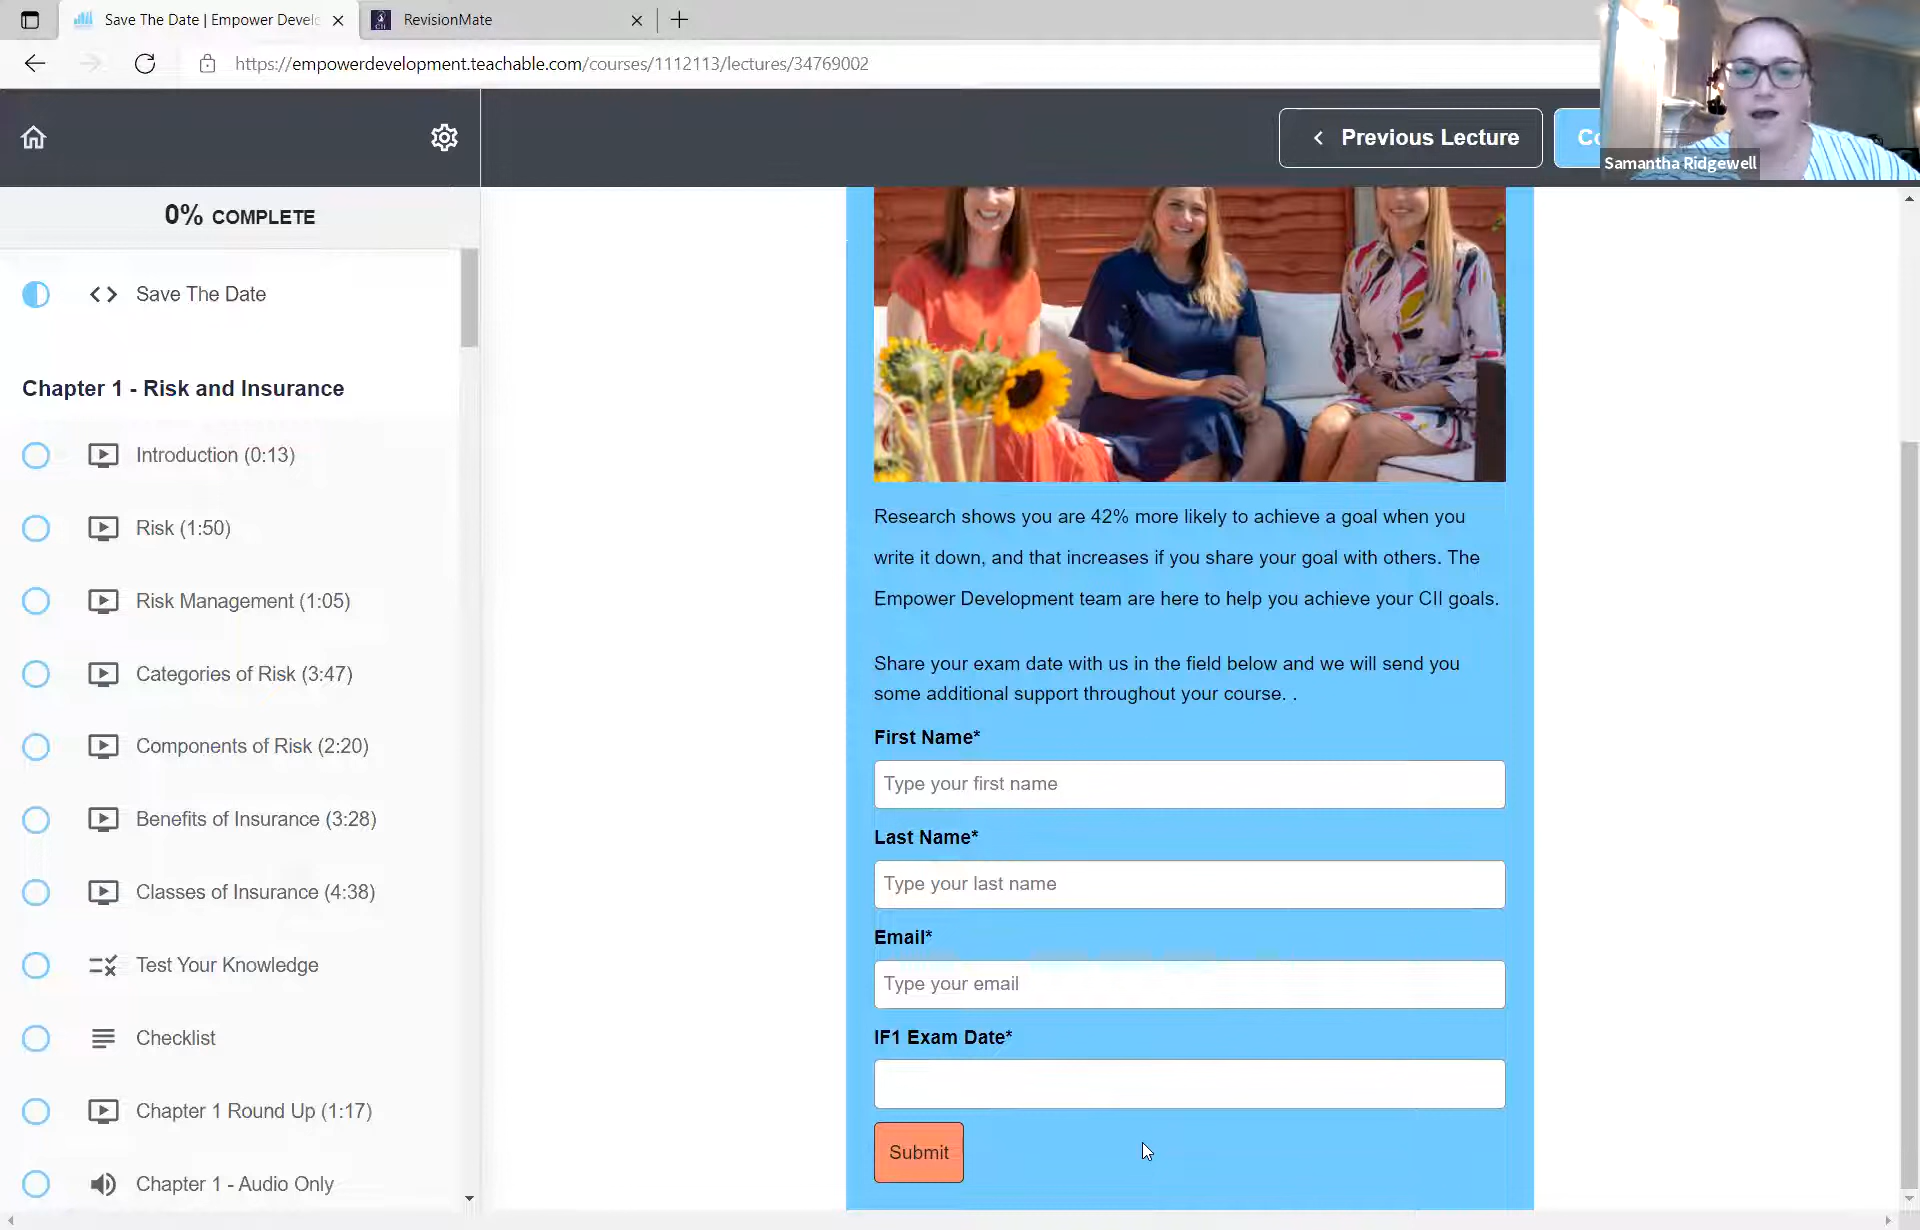 Save The Date | Empower Develo
RevisionMate
https://empowerdevelopment.teachable.com/courses/1112113/lectures/34769002
Previous Lecture
Samantha Ridgewell
0% COMPLETE
Save The Date
Chapter 1 - Risk and Insurance
Introduction (0:13)
Risk (1:50)
Risk Management (1:05)
Categories of Risk (3:47)
Components of Risk (2:20)
Benefits of Insurance (3:28)
Classes of Insurance (4:38)
Test Your Knowledge
Checklist
Chapter 1 Round Up (1:17)
Chapter 1 - Audio Only
Research shows you are 42% more likely to achieve a goal when you
write it down, and that increases if you share your goal with others. The
Empower Development team are here to help you achieve your CII goals.
Share your exam date with us in the field below and we will send you
some additional support throughout your course. .
First Name*
Type your first name
Last Name*
Type your last name
Email*
Type your email
IF1 Exam Date*
Submit